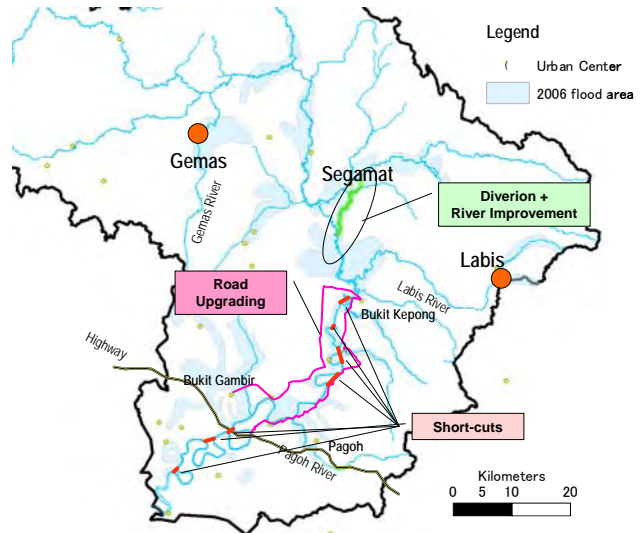 Legend
Urban Center
2006 flood area
Gemas
Segamat
Gemas River
Diverion +
River Improvement
Labis
Road
Upgrading
Labis River
Bukit Kepong
Highway
Bukit Gambir
Short-cuts
Pagoh
Pagoh River
Kilometers
0 5 10 20